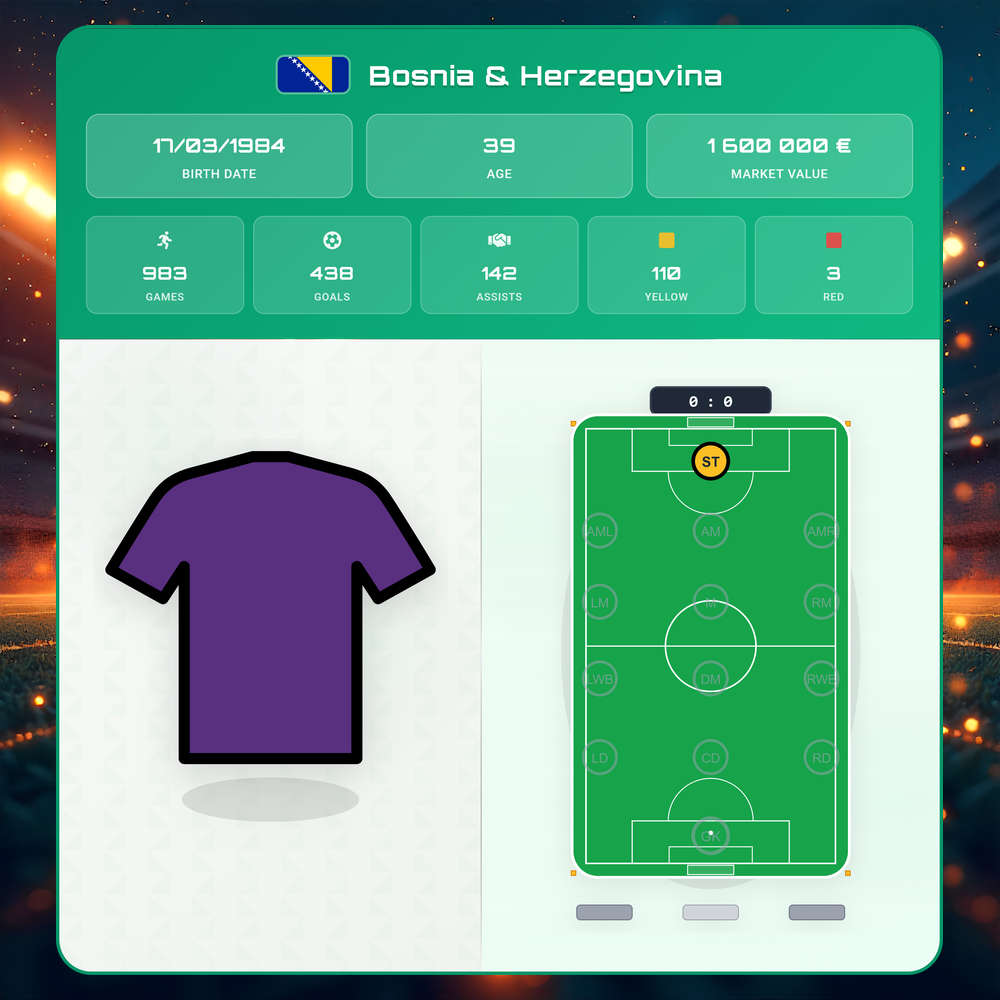 Bosnia & Herzegovina
17/03/1984
BIRTH DATE
39
AGE
1 600 000 €
MARKET VALUE
983
GAMES
438
GOALS
142
ASSISTS
110
YELLOW
3
RED
0 : 0
ST
AML AM AMR
LM M RM
LWB DM RWB
LD CD RD
GK